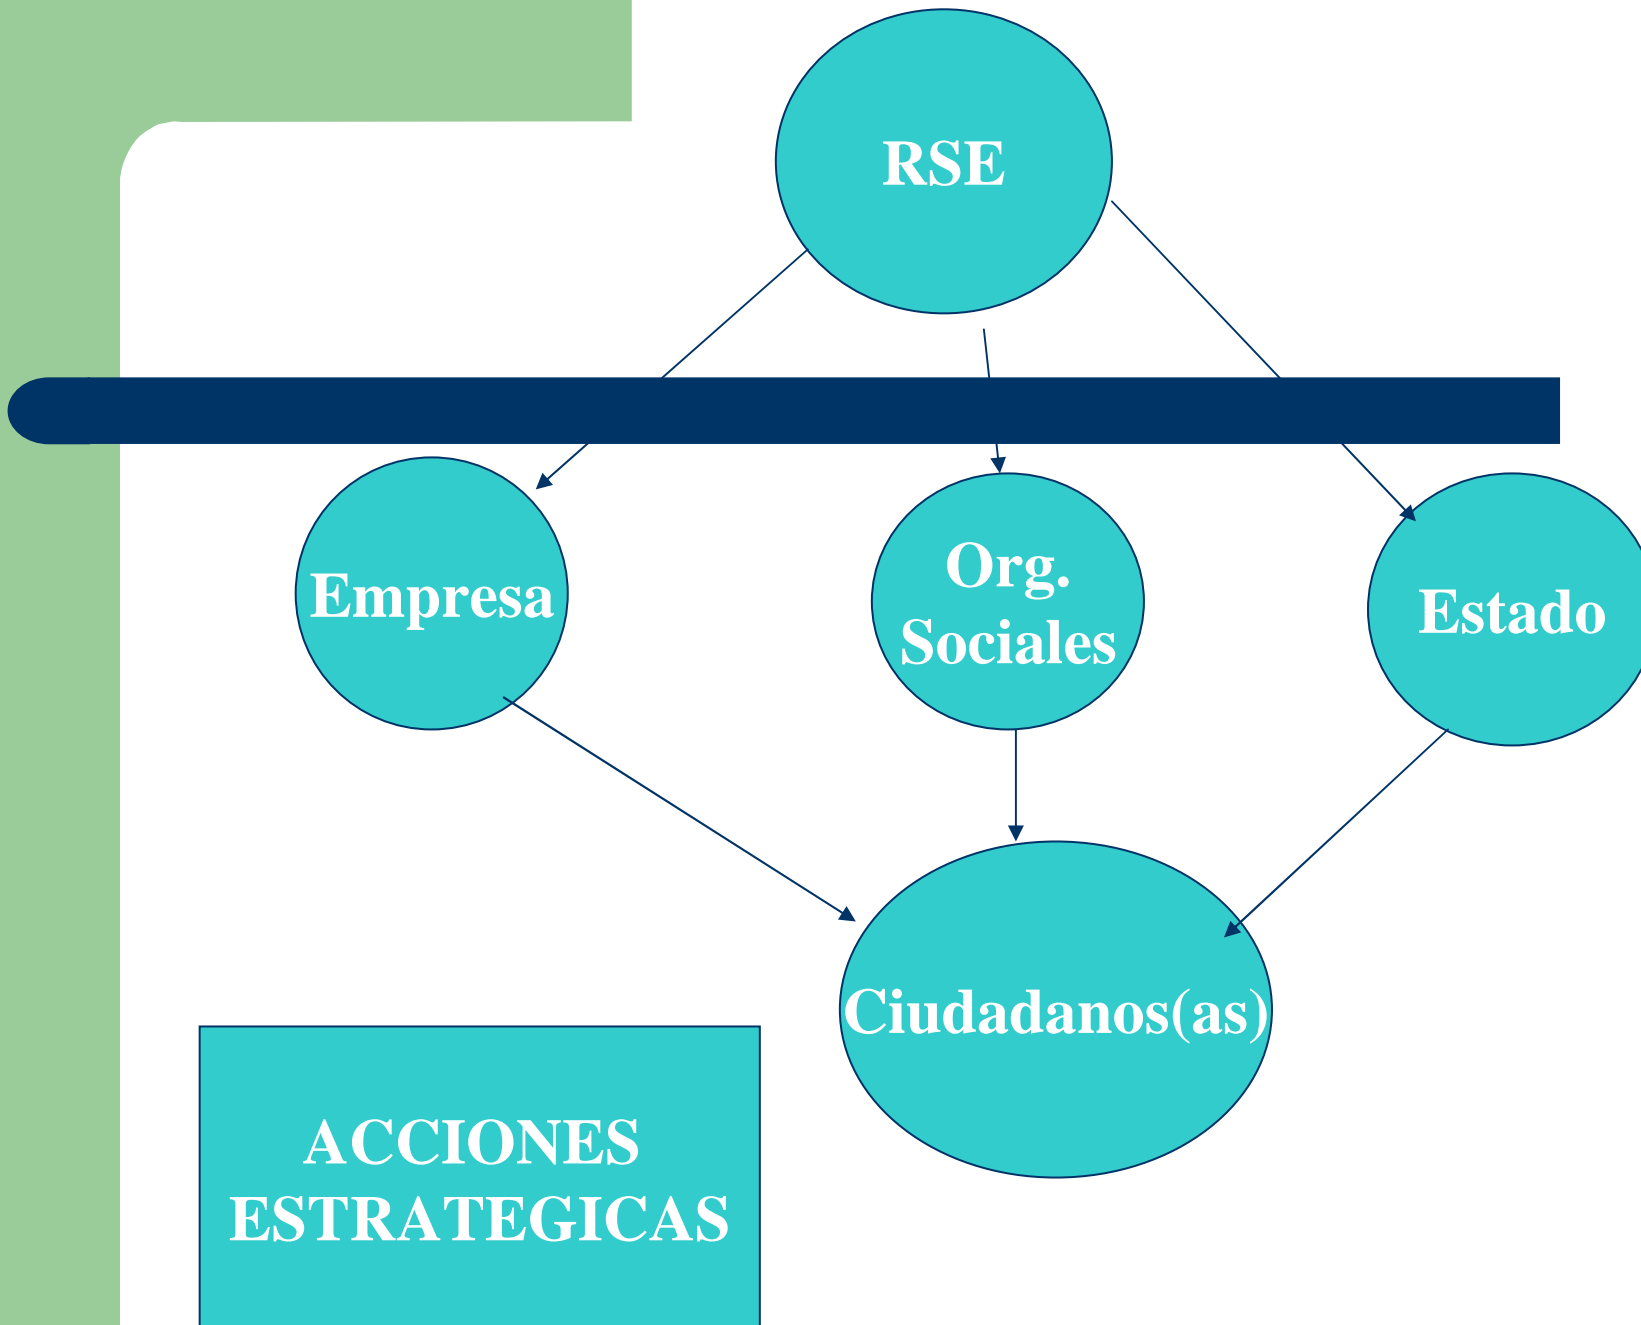 RSE
Empresa
Org.
Sociales
Estado
Ciudadanos(as)
ACCIONES
ESTRATEGICAS